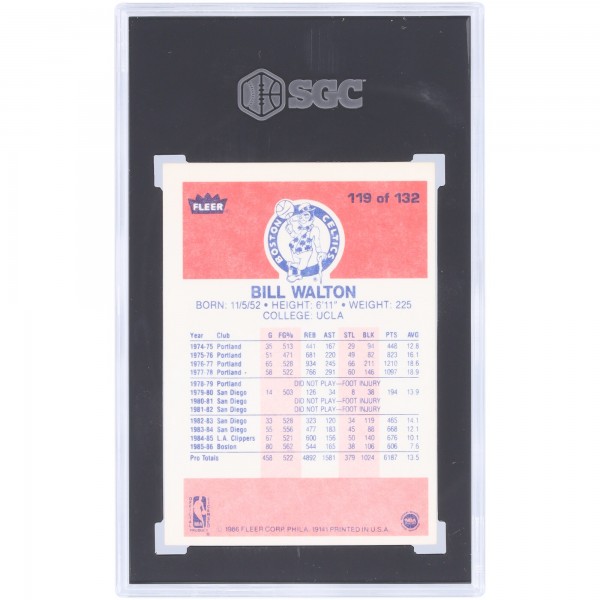 SGC
FLEER
119 of 132
BOSTON CELTICS
BILL WALTON
BORN: 11/5/52 • HEIGHT: 6'11" • WEIGHT: 225
COLLEGE: UCLA
Year Club G FG% REB AST STL BLK PTS AVG
1974-75 Portland 35 513 441 167 29 94 448 12.8
1975-76 Portland 51 471 681 220 49 82 823 16.1
1976-77 Portland 65 528 934 245 66 211 1210 18.6
1977-78 Portland 58 522 766 291 60 146 1097 18.9
1978-79 Portland DID NOT PLAY—FOOT INJURY
1979-80 San Diego 14 503 126 34 8 38 194 13.9
1980-81 San Diego DID NOT PLAY—FOOT INJURY
1981-82 San Diego DID NOT PLAY—FOOT INJURY
1982-83 San Diego 33 528 323 120 34 119 465 14.1
1983-84 San Diego 55 556 477 183 45 88 668 12.1
1984-85 L.A. Clippers 67 521 600 156 50 140 676 10.1
1985-86 Boston 80 562 544 165 38 106 606 7.6
Pro Totals 458 522 4892 1581 379 1024 6187 13.5
NBA
© 1986 FLEER CORP. PHILA. 19141 PRINTED IN U.S.A.